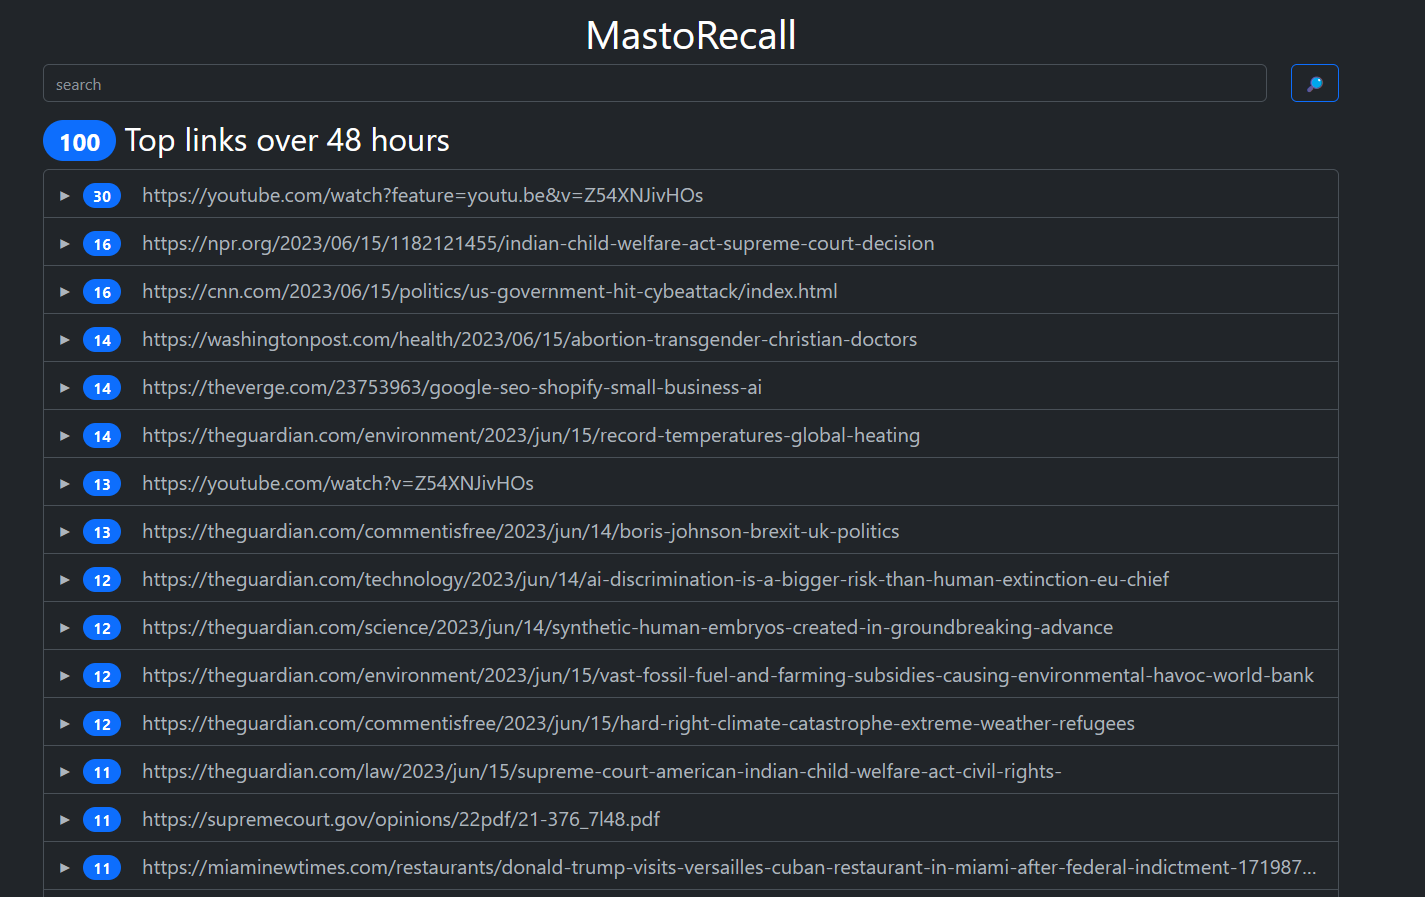 MastoRecall
search
100 Top links over 48 hours
30 https://youtube.com/watch?feature=youtu.be&v=Z54XNJivHOs
16 https://npr.org/2023/06/15/1182121455/indian-child-welfare-act-supreme-court-decision
16 https://cnn.com/2023/06/15/politics/us-government-hit-cybeattack/index.html
14 https://washingtonpost.com/health/2023/06/15/abortion-transgender-christian-doctors
14 https://theverge.com/23753963/google-seo-shopify-small-business-ai
14 https://theguardian.com/environment/2023/jun/15/record-temperatures-global-heating
13 https://youtube.com/watch?v=Z54XNJivHOs
13 https://theguardian.com/commentisfree/2023/jun/14/boris-johnson-brexit-uk-politics
12 https://theguardian.com/technology/2023/jun/14/ai-discrimination-is-a-bigger-risk-than-human-extinction-eu-chief
12 https://theguardian.com/science/2023/jun/14/synthetic-human-embryos-created-in-groundbreaking-advance
12 https://theguardian.com/environment/2023/jun/15/vast-fossil-fuel-and-farming-subsidies-causing-environmental-havoc-world-bank
12 https://theguardian.com/commentisfree/2023/jun/15/hard-right-climate-catastrophe-extreme-weather-refugees
11 https://theguardian.com/law/2023/jun/15/supreme-court-american-indian-child-welfare-act-civil-rights-
11 https://supremecourt.gov/opinions/22pdf/21-376_7l48.pdf
11 https://miaminewtimes.com/restaurants/donald-trump-visits-versailles-cuban-restaurant-in-miami-after-federal-indictment-171987...